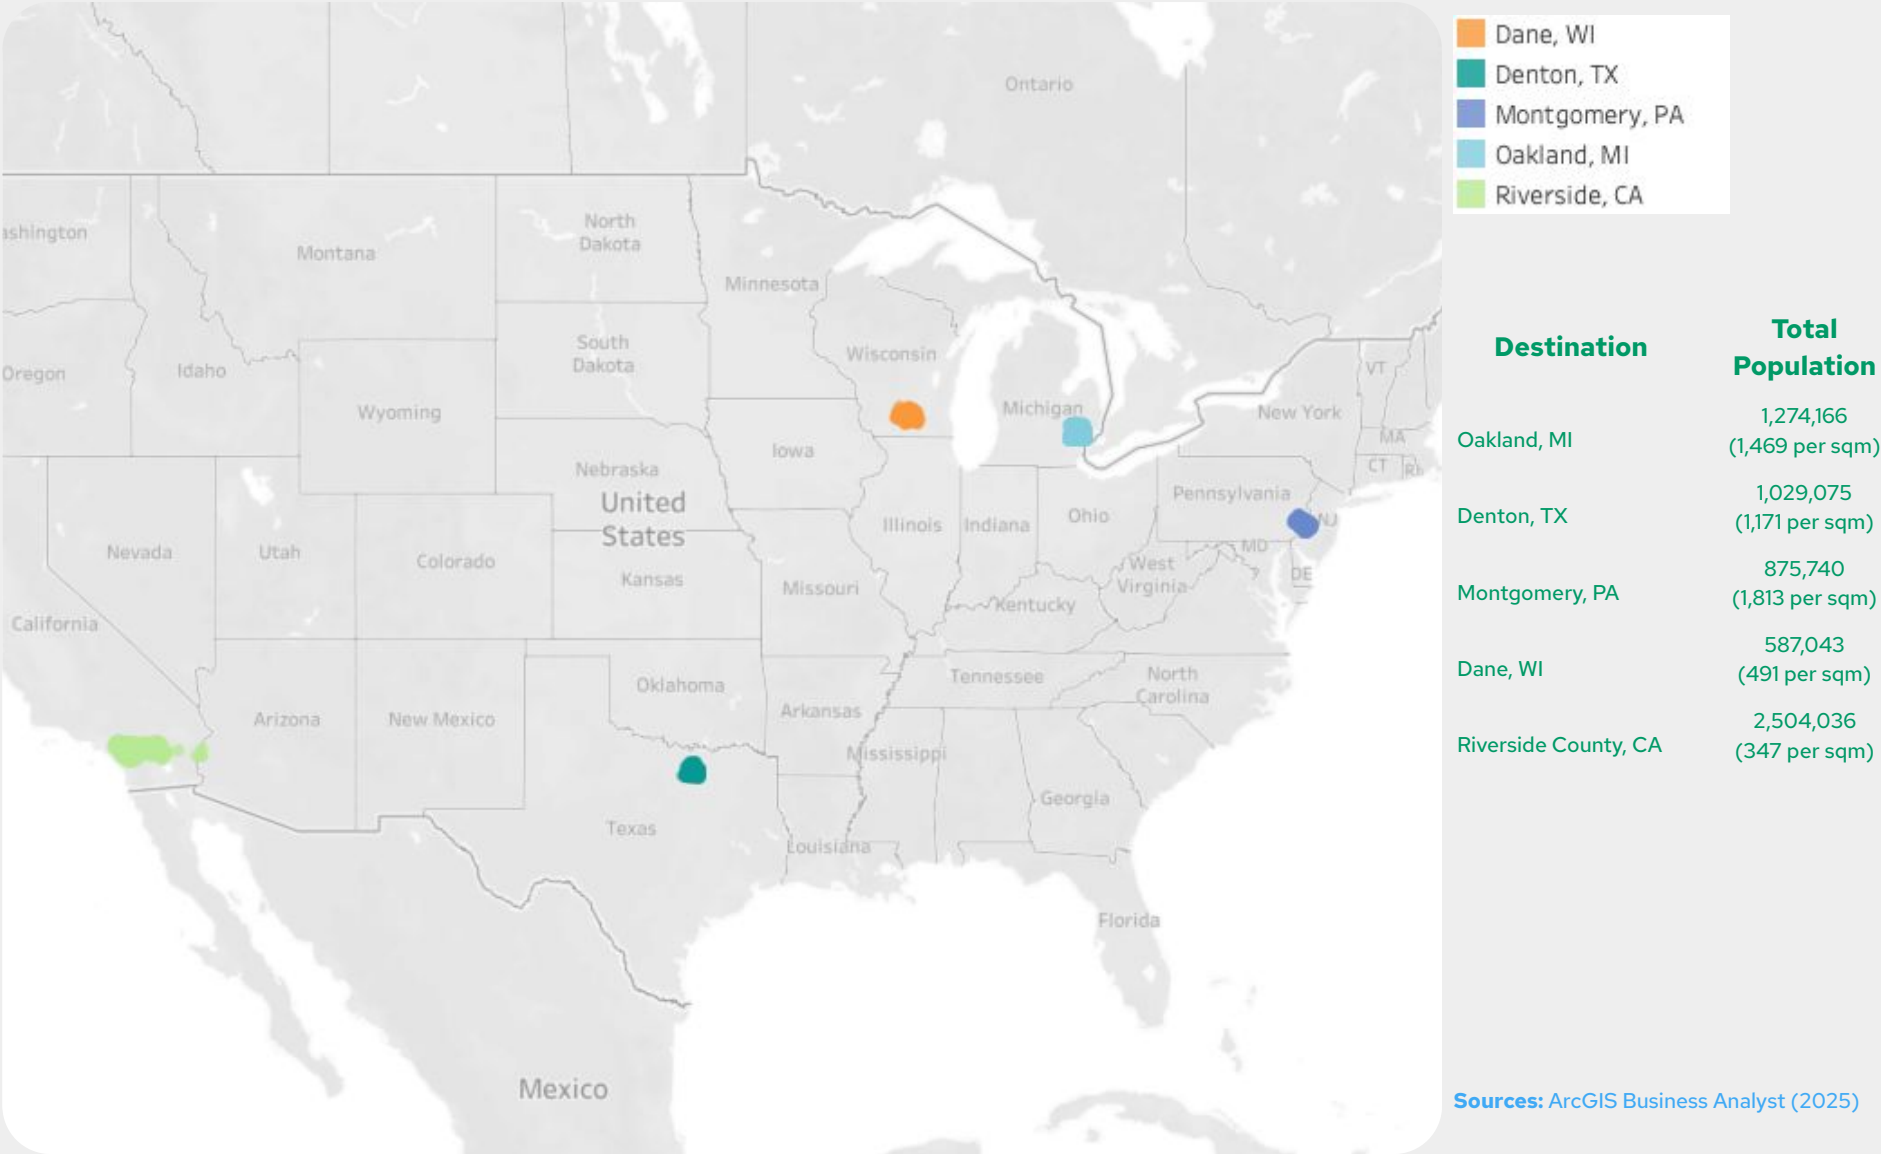 Ontario
ashington
Montana
North
Dakota
Minnesota
Oregon
Idaho
South
Dakota
Wisconsin
Wyoming
Michigan
New York
VT
MA
CT
RI
Iowa
Nebraska
United
States
Pennsylvania
NJ
Illinois
Indiana
Ohio
MD
DE
Nevada
Utah
Colorado
Kansas
Missouri
West
Virginia
Kentucky
California
Tennessee
North
Carolina
Oklahoma
Arkansas
Arizona
New Mexico
Mississippi
Georgia
Texas
Louisiana
Florida
Mexico
Dane, WI
Denton, TX
Montgomery, PA
Oakland, MI
Riverside, CA
Destination
Total
Population
Oakland, MI
1,274,166
(1,469 per sqm)
Denton, TX
1,029,075
(1,171 per sqm)
Montgomery, PA
875,740
(1,813 per sqm)
Dane, WI
587,043
(491 per sqm)
Riverside County, CA
2,504,036
(347 per sqm)
Sources: ArcGIS Business Analyst (2025)